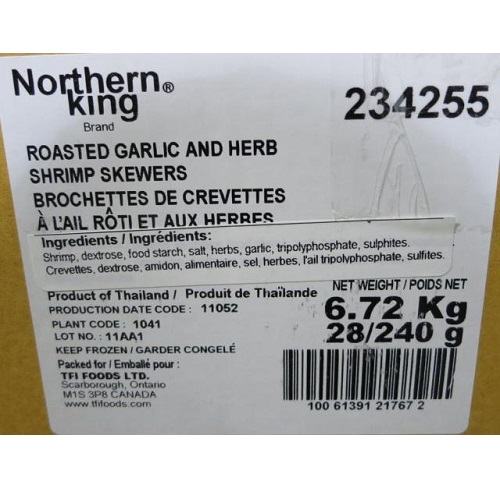 Northern king®
Brand
234255
ROASTED GARLIC AND HERB
SHRIMP SKEWERS
BROCHETTES DE CREVETTES
À L'AIL RÔTI ET AUX HERBES
Ingredients / Ingrédients:
Shrimp, dextrose, food starch, salt, herbs, garlic, tripolyphosphate, sulphites.
Crevettes, dextrose, amidon, alimentaire, sel, herbes, l'ail tripolyphosphate, sulfites.
Product of Thailand / Produit de Thaïlande
PRODUCTION DATE CODE : 11052
PLANT CODE : 1041
LOT NO. : 11AA1
KEEP FROZEN / GARDER CONGELÉ
Packed for / Emballé pour :
TFI FOODS LTD.
Scarborough, Ontario
M1S 3P8 CANADA
www.tfifoods.com
NET WEIGHT / POIDS NET
6.72 Kg
28/240 g
100 61391 21767 2